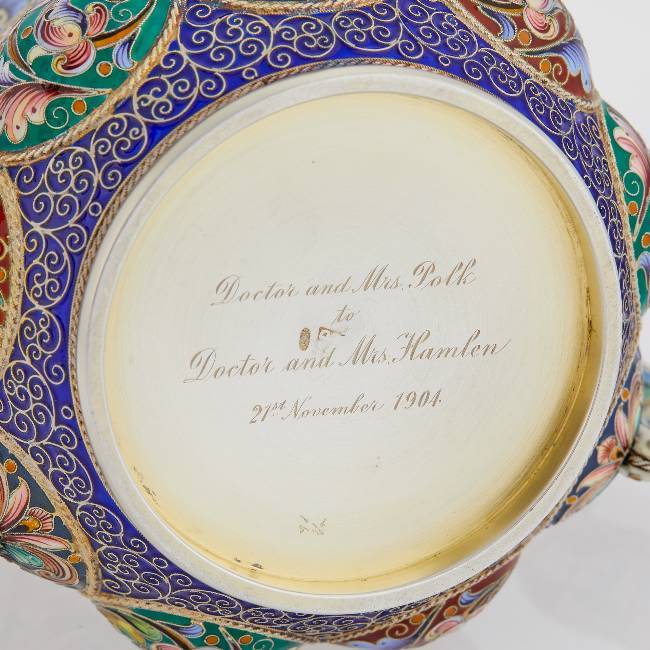 Doctor and Mrs. Polk
to
Doctor and Mrs. Hamlen
21st November 1904.